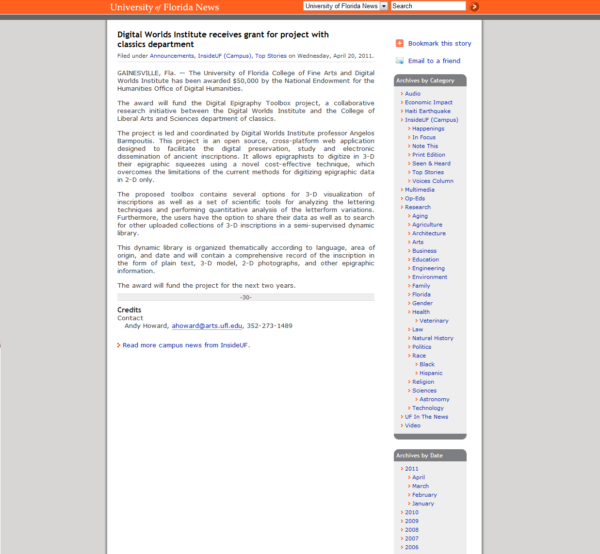 University of Florida News
University of Florida News
Search
Digital Worlds Institute receives grant for project with
classics department
Filed under Announcements, InsideUF (Campus), Top Stories on Wednesday, April 20, 2011.
GAINESVILLE, Fla. — The University of Florida College of Fine Arts and Digital
Worlds Institute has been awarded $50,000 by the National Endowment for the
Humanities Office of Digital Humanities.
The award will fund the Digital Epigraphy Toolbox project, a collaborative
research initiative between the Digital Worlds Institute and the College of
Liberal Arts and Sciences department of classics.
The project is led and coordinated by Digital Worlds Institute professor Angelos
Barmpoutis. This project is an open source, cross-platform web application
designed to facilitate the digital preservation, study and electronic
dissemination of ancient inscriptions. It allows epigraphists to digitize in 3-D
their epigraphic squeezes using a novel cost-effective technique, which
overcomes the limitations of the current methods for digitizing epigraphic data
in 2-D only.
The proposed toolbox contains several options for 3-D visualization of
inscriptions as well as a set of scientific tools for analyzing the lettering
techniques and performing quantitative analysis of the letterform variations.
Furthermore, the users have the option to share their data as well as to search
for other uploaded collections of 3-D inscriptions in a semi-supervised dynamic
library.
This dynamic library is organized thematically according to language, area of
origin, and date and will contain a comprehensive record of the inscription in
the form of plain text, 3-D model, 2-D photographs, and other epigraphic
information.
The award will fund the project for the next two years.
-30-
Credits
Contact
Andy Howard, ahoward@arts.ufl.edu, 352-273-1489
Read more campus news from InsideUF.
Bookmark this story
Email to a friend
Archives by Category
Audio
Economic Impact
Haiti Earthquake
InsideUF (Campus)
Happenings
In Focus
Note This
Print Edition
Seen & Heard
Top Stories
Voices Column
Multimedia
Op-Eds
Research
Aging
Agriculture
Architecture
Arts
Business
Education
Engineering
Environment
Family
Florida
Gender
Health
Veterinary
Law
Natural History
Politics
Race
Black
Hispanic
Religion
Sciences
Astronomy
Technology
UF In The News
Video
Archives by Date
2011
April
March
February
January
2010
2009
2008
2007
2006